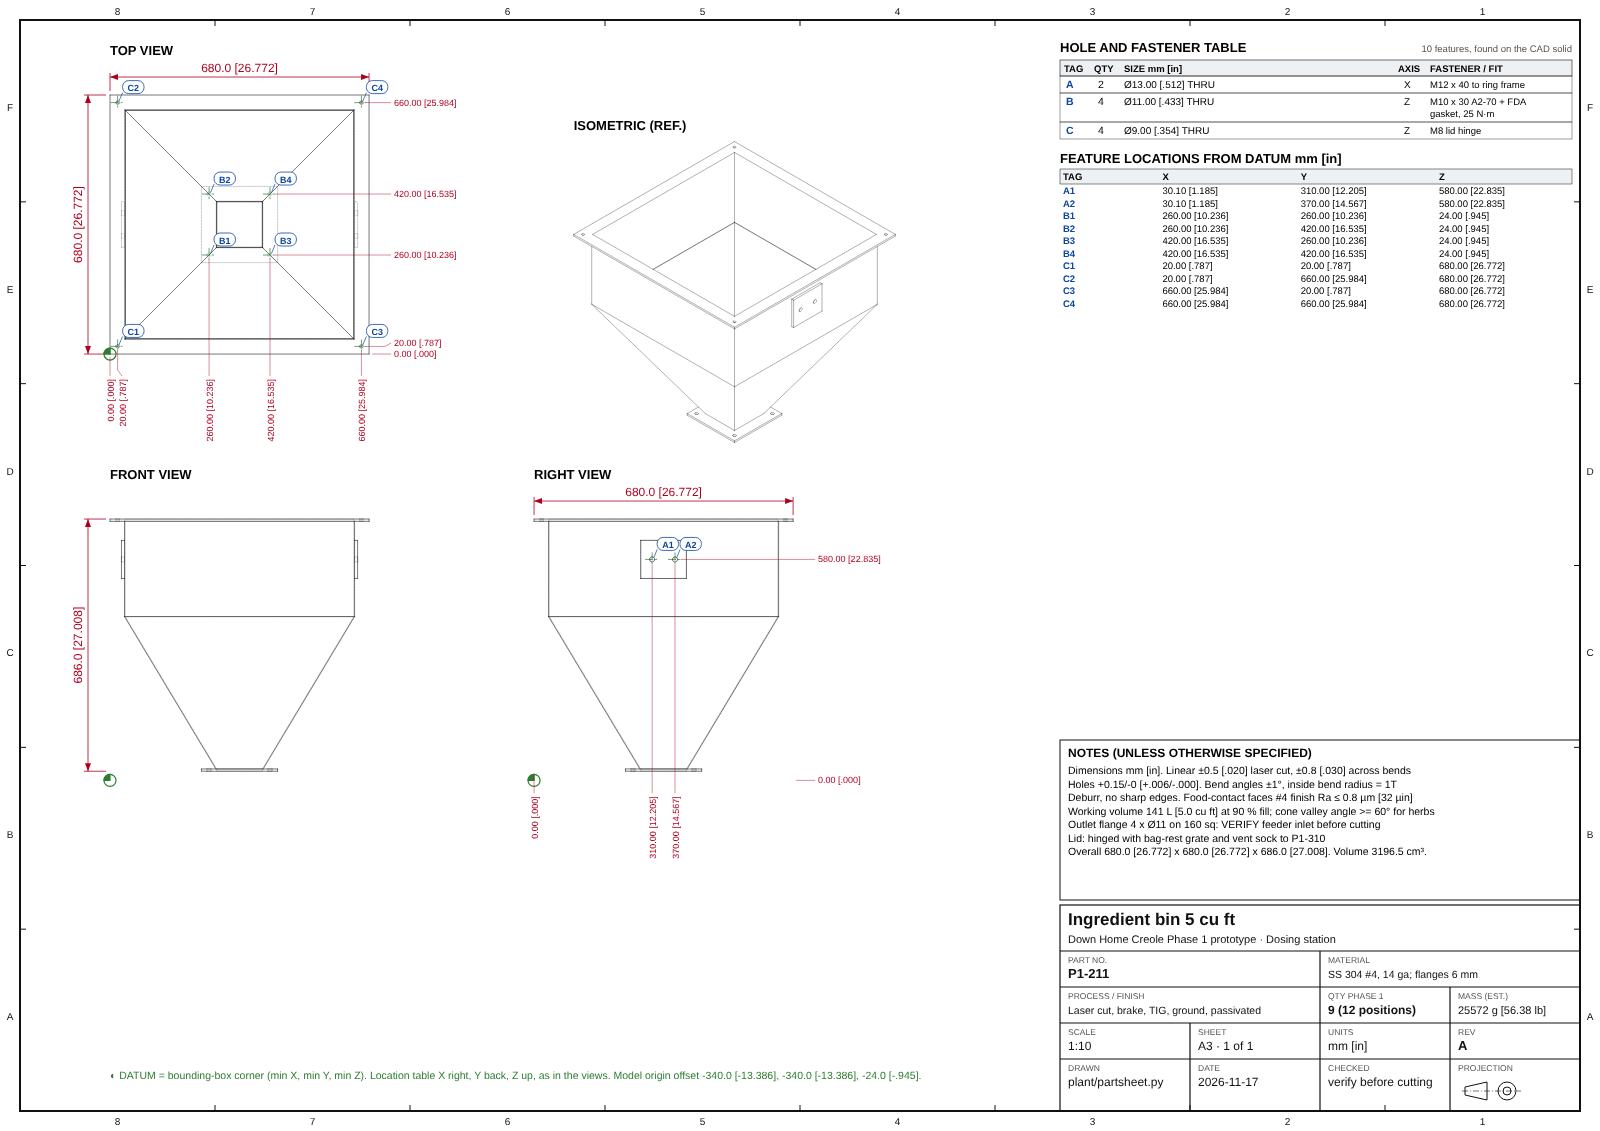 8 7 6 5 4 3 2 1
TOP VIEW
680.0 [26.772]
680.0 [26.772]
C2
C4
B2
B4
B1
B3
C1
C3
660.00 [25.984]
420.00 [16.535]
260.00 [10.236]
20.00 [.787]
0.00 [.000]
0.00 [.000]
20.00 [.787]
260.00 [10.236]
420.00 [16.535]
660.00 [25.984]
ISOMETRIC (REF.)
HOLE AND FASTENER TABLE
10 features, found on the CAD solid
TAG QTY SIZE mm [in] AXIS FASTENER / FIT
A 2 Ø13.00 [.512] THRU X M12 x 40 to ring frame
B 4 Ø11.00 [.433] THRU Z M10 x 30 A2-70 + FDA
gasket, 25 N·m
C 4 Ø9.00 [.354] THRU Z M8 lid hinge
FEATURE LOCATIONS FROM DATUM mm [in]
TAG X Y Z
A1 30.10 [1.185] 310.00 [12.205] 580.00 [22.835]
A2 30.10 [1.185] 370.00 [14.567] 580.00 [22.835]
B1 260.00 [10.236] 260.00 [10.236] 24.00 [.945]
B2 260.00 [10.236] 420.00 [16.535] 24.00 [.945]
B3 420.00 [16.535] 260.00 [10.236] 24.00 [.945]
B4 420.00 [16.535] 420.00 [16.535] 24.00 [.945]
C1 20.00 [.787] 20.00 [.787] 680.00 [26.772]
C2 20.00 [.787] 660.00 [25.984] 680.00 [26.772]
C3 660.00 [25.984] 20.00 [.787] 680.00 [26.772]
C4 660.00 [25.984] 660.00 [25.984] 680.00 [26.772]
F F
E E
D D
C C
B B
A A
FRONT VIEW
686.0 [27.008]
RIGHT VIEW
680.0 [26.772]
A1
A2
580.00 [22.835]
0.00 [.000]
0.00 [.000]
310.00 [12.205]
370.00 [14.567]
NOTES (UNLESS OTHERWISE SPECIFIED)
Dimensions mm [in]. Linear ±0.5 [.020] laser cut, ±0.8 [.030] across bends
Holes +0.15/-0 [+.006/-.000]. Bend angles ±1°, inside bend radius = 1T
Deburr, no sharp edges. Food-contact faces #4 finish Ra ≤ 0.8 µm [32 µin]
Working volume 141 L [5.0 cu ft] at 90 % fill; cone valley angle >= 60° for herbs
Outlet flange 4 x Ø11 on 160 sq: VERIFY feeder inlet before cutting
Lid: hinged with bag-rest grate and vent sock to P1-310
Overall 680.0 [26.772] x 680.0 [26.772] x 686.0 [27.008]. Volume 3196.5 cm³.
Ingredient bin 5 cu ft
Down Home Creole Phase 1 prototype · Dosing station
PART NO. MATERIAL
P1-211 SS 304 #4, 14 ga; flanges 6 mm
PROCESS / FINISH QTY PHASE 1 MASS (EST.)
Laser cut, brake, TIG, ground, passivated 9 (12 positions) 25572 g [56.38 lb]
SCALE SHEET UNITS REV
1:10 A3 · 1 of 1 mm [in] A
DRAWN DATE CHECKED PROJECTION
plant/partsheet.py 2026-11-17 verify before cutting
DATUM = bounding-box corner (min X, min Y, min Z). Location table X right, Y back, Z up, as in the views. Model origin offset -340.0 [-13.386], -340.0 [-13.386], -24.0 [-.945].
8 7 6 5 4 3 2 1